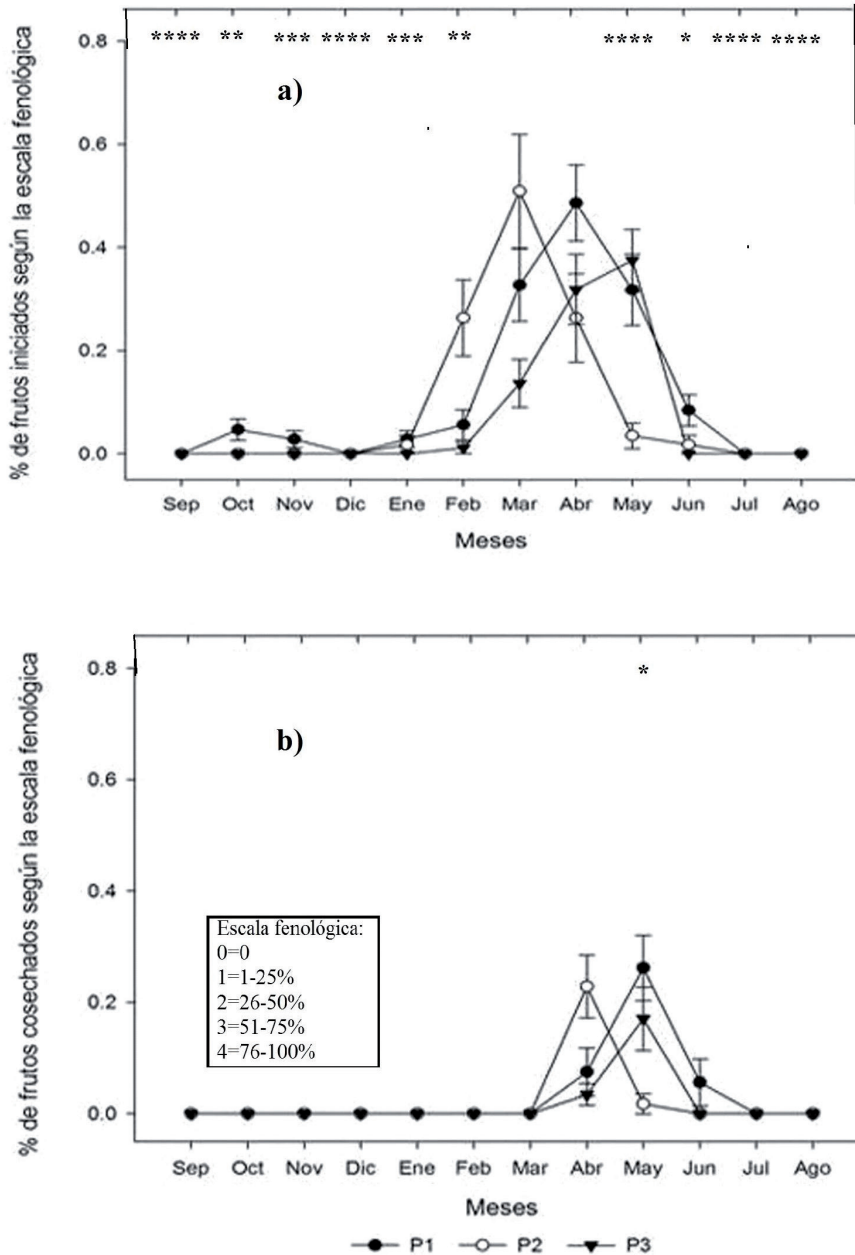 % de frutos iniciados según la escala fenológica
0.8
0.6
0.4
0.2
0.0
**** ** *** **** *** ** **** * **** ****
a)
Sep Oct Nov Dic Ene Feb Mar Abr May Jun Jul Ago
Meses
% de frutos cosechados según la escala fenológica
0.8
0.6
0.4
0.2
0.0
*
b)
Escala fenológica:
0=0
1=1-25%
2=26-50%
3=51-75%
4=76-100%
Sep Oct Nov Dic Ene Feb Mar Abr May Jun Jul Ago
Meses
P1 P2 P3